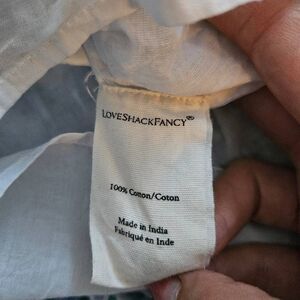 LOVESHACKFANCY®
100% Cotton/Coton
Made in India
Fabriqué en Inde